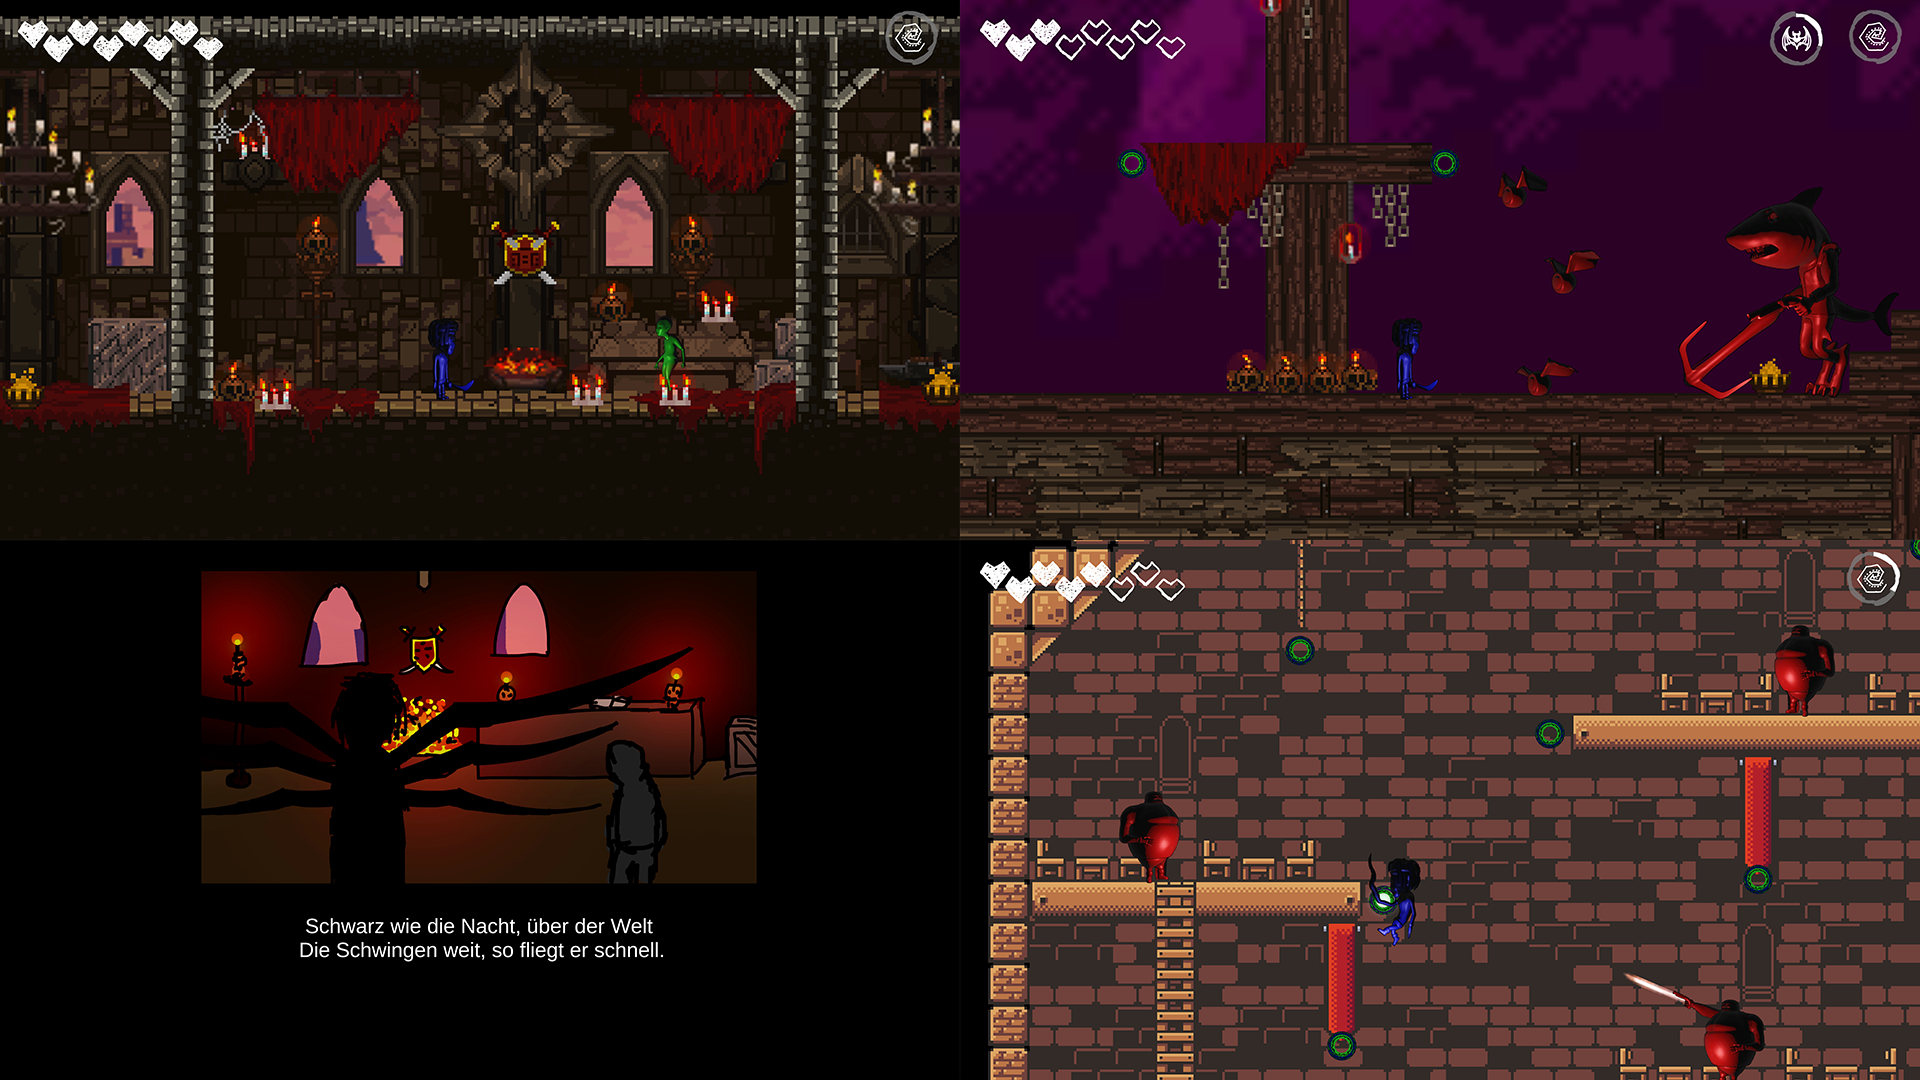 Schwarz wie die Nacht, über der Welt
Die Schwingen weit, so fliegt er schnell.